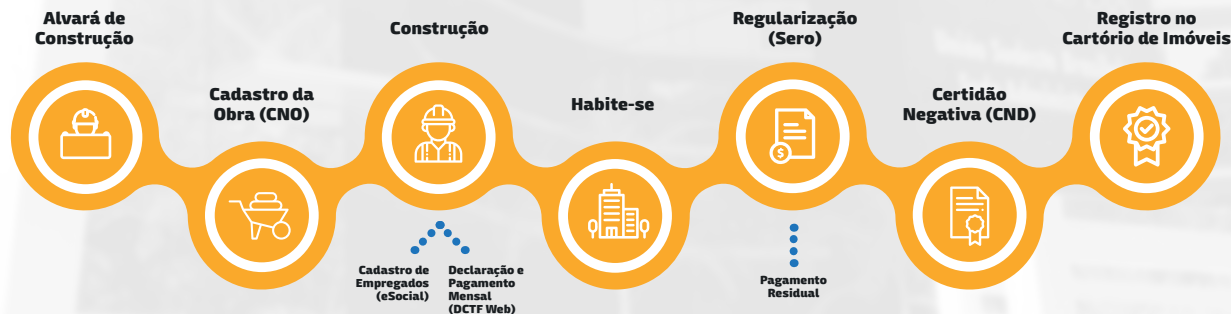 Alvará de
Construção
Cadastro da
Obra (CNO)
Construção
Cadastro de
Empregados
(eSocial)
Declaração e
Pagamento
Mensal
(DCTF Web)
Habite-se
Regularização
(Sero)
$
Pagamento
Residual
Certidão
Negativa (CND)
Registro no
Cartório de Imóveis